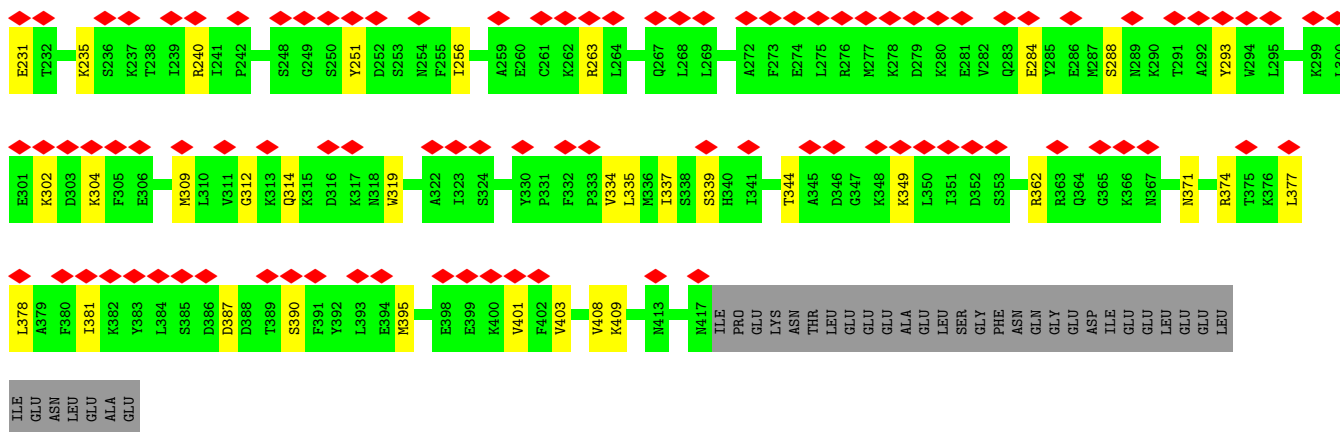 E231 T232 K235 S236 K237 T238 I239 R240 I241 P242 S248 G249 S250 Y251 D252 S253 N254 F255 I256 A259 E260 C261 K262 R263 L264 Q267 L268 L269 A272 F273 E274 L275 R276 M277 K278 D279 K280 E281 V282 Q283 E284 Y285 E286 M287 S288 N289 K290 T291 A292 Y293 W294 L295 K299 L300
E301 K302 D303 K304 F305 E306 M309 L310 V311 G312 K313 Q314 K315 D316 K317 N318 W319 A322 I323 S324 Y330 P331 F332 P333 V334 L335 M336 I337 S338 S339 H340 I341 T344 A345 D346 G347 K348 K349 L350 I351 D352 S353 R362 R363 Q364 G365 K366 N367 N371 R374 T375 K376 L377
L378 A379 F380 I381 K382 Y383 L384 S385 D386 D387 D388 T389 S390 F391 Y392 L393 E394 M395 E398 E399 K400 V401 F402 V403 V408 K409 N413 N417 ILE PRO GLU LYS ASN THR LEU GLU GLU GLU ALA GLU LEU SER GLY PHE ASN GLN GLY GLU ASP ILE GLU GLU LEU GLU GLU LEU
ILE GLU ASN LEU GLU ALA GLU